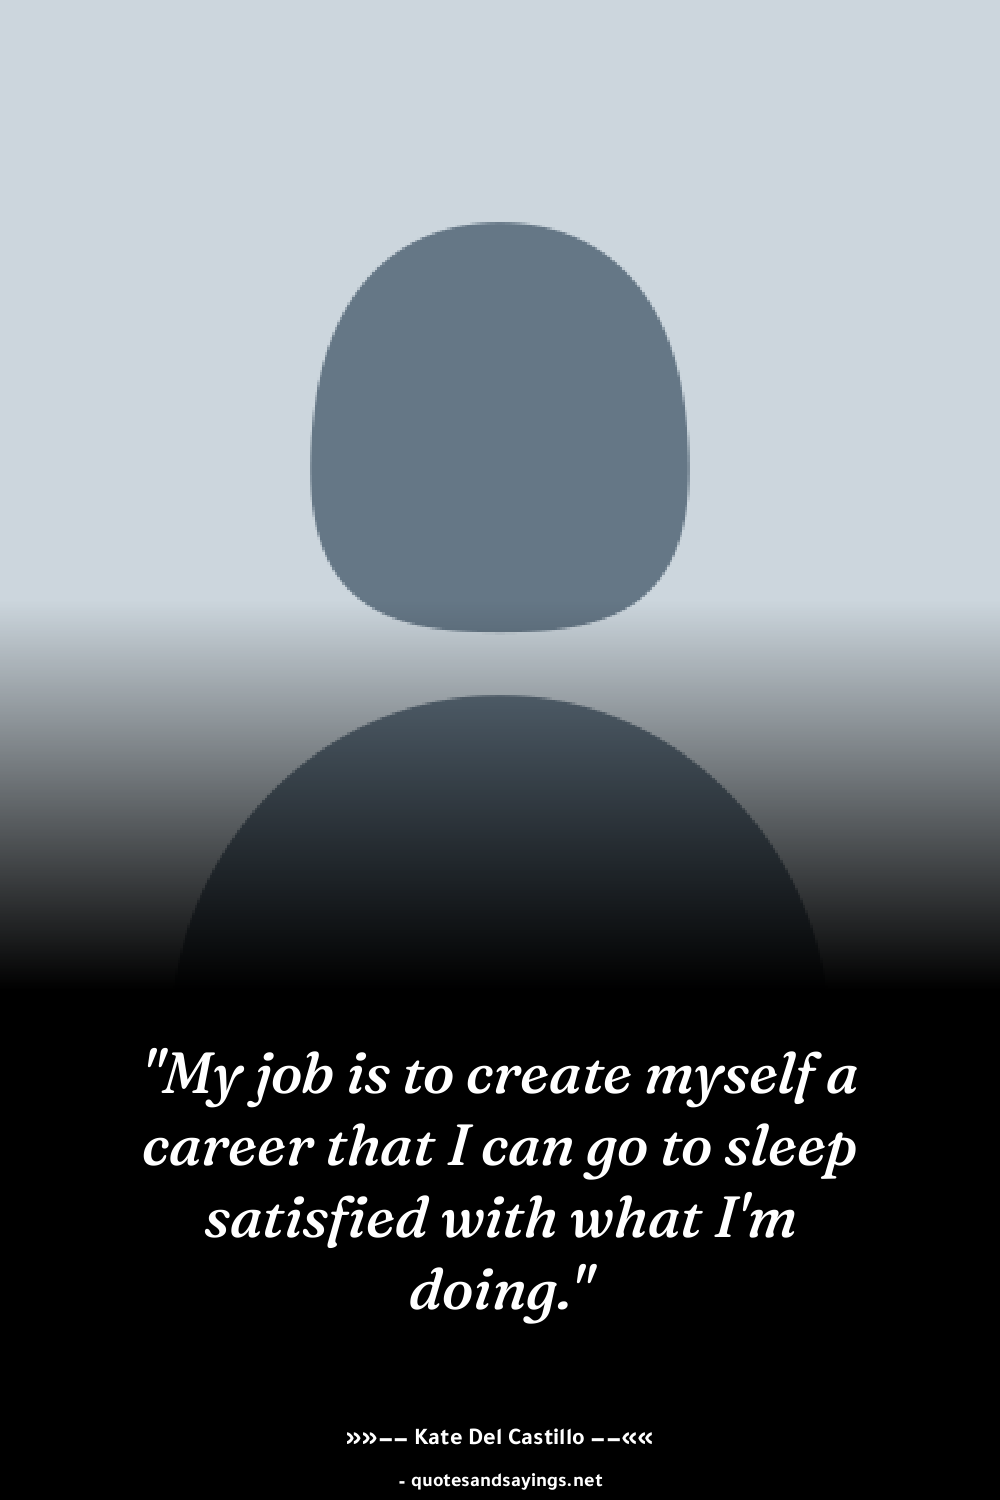 "My job is to create myself a
career that I can go to sleep
satisfied with what I'm
doing."
»»–– Kate Del Castillo ––««
- quotesandsayings.net